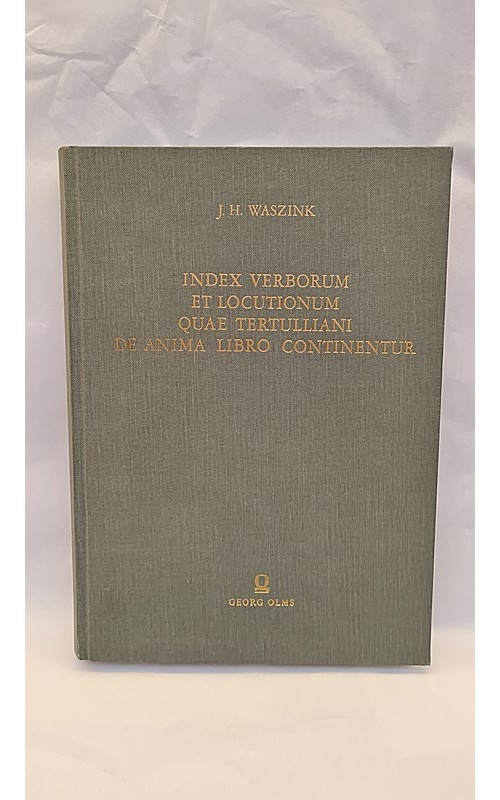 J. H. WASZINK
INDEX VERBORUM
ET LOCUTIONUM
QUAE TERTULLIANI
DE ANIMA LIBRO CONTINENTUR
GEORG OLMS